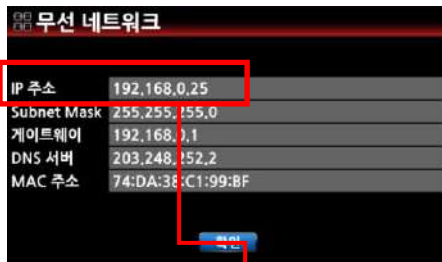 무선 네트워크
IP 주소 192.168.0.25
Subnet Mask 255.255.255.0
게이트웨이 192.168.0.1
DNS 서버 203.248.252.2
MAC 주소 74:DA:38:C1:99:BF
확인